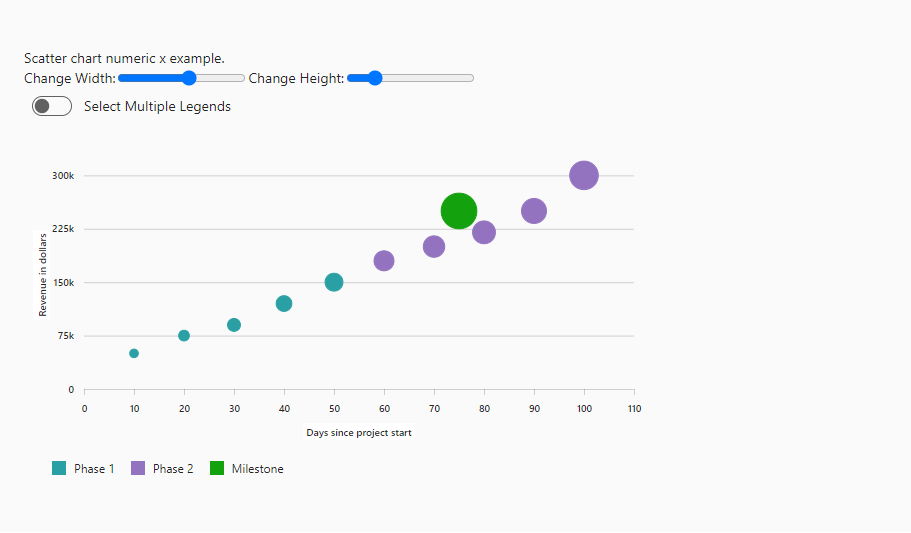 Scatter chart numeric x example.
Change Width: Change Height:
Select Multiple Legends
300k
225k
150k
75k
0
Revenue in dollars
0 10 20 30 40 50 60 70 80 90 100 110
Days since project start
Phase 1 Phase 2 Milestone